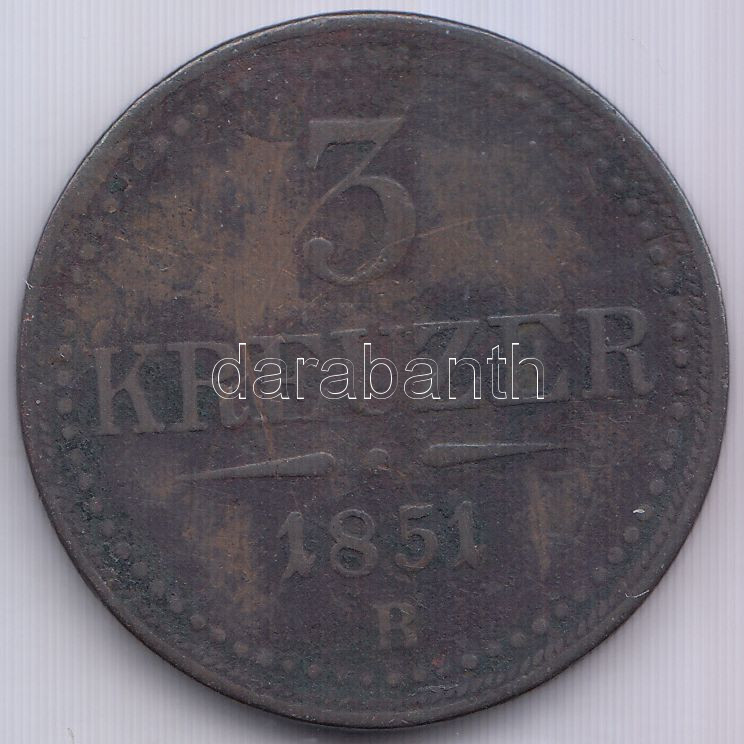 3
KREUZER
darabanth
1851
B